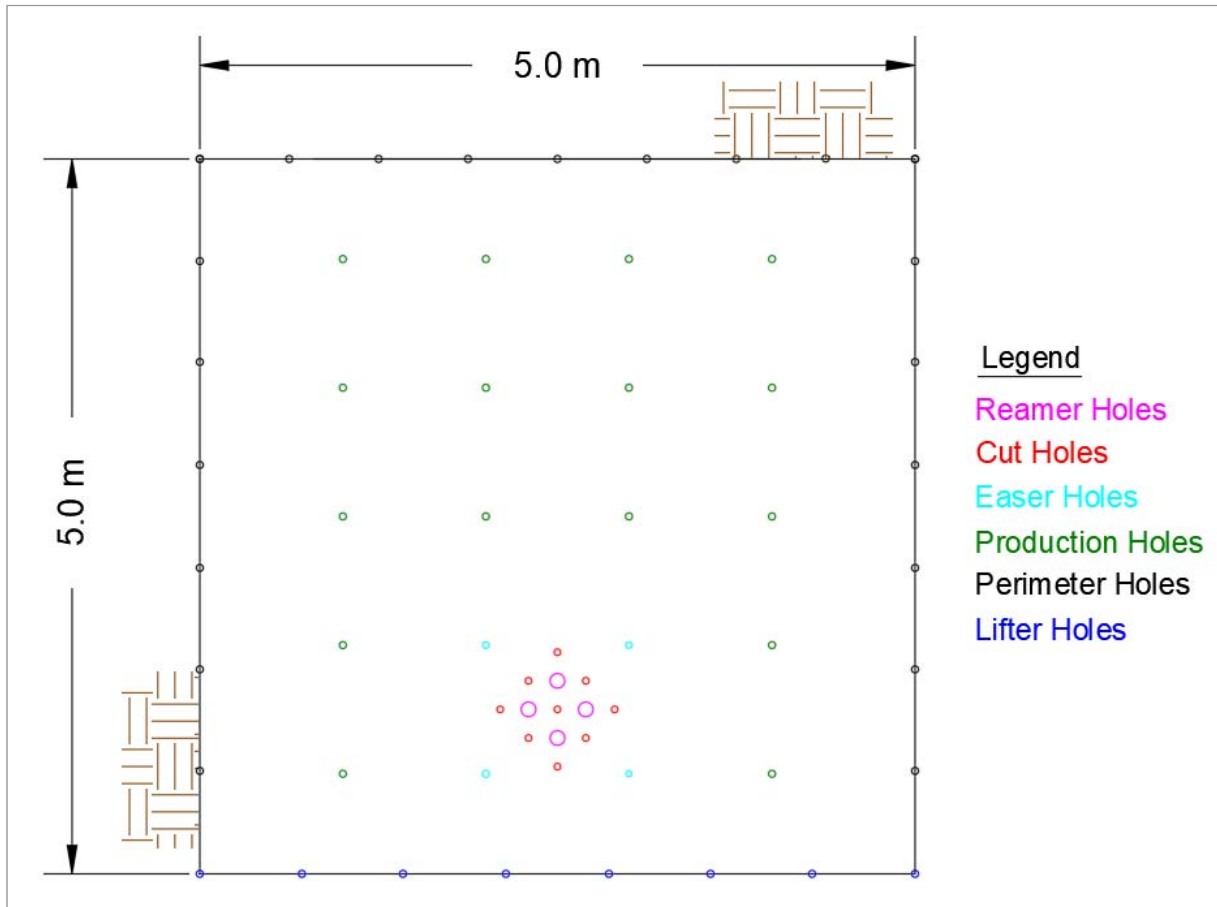 5.0 m
5.0 m
Legend
Reamer Holes
Cut Holes
Easer Holes
Production Holes
Perimeter Holes
Lifter Holes